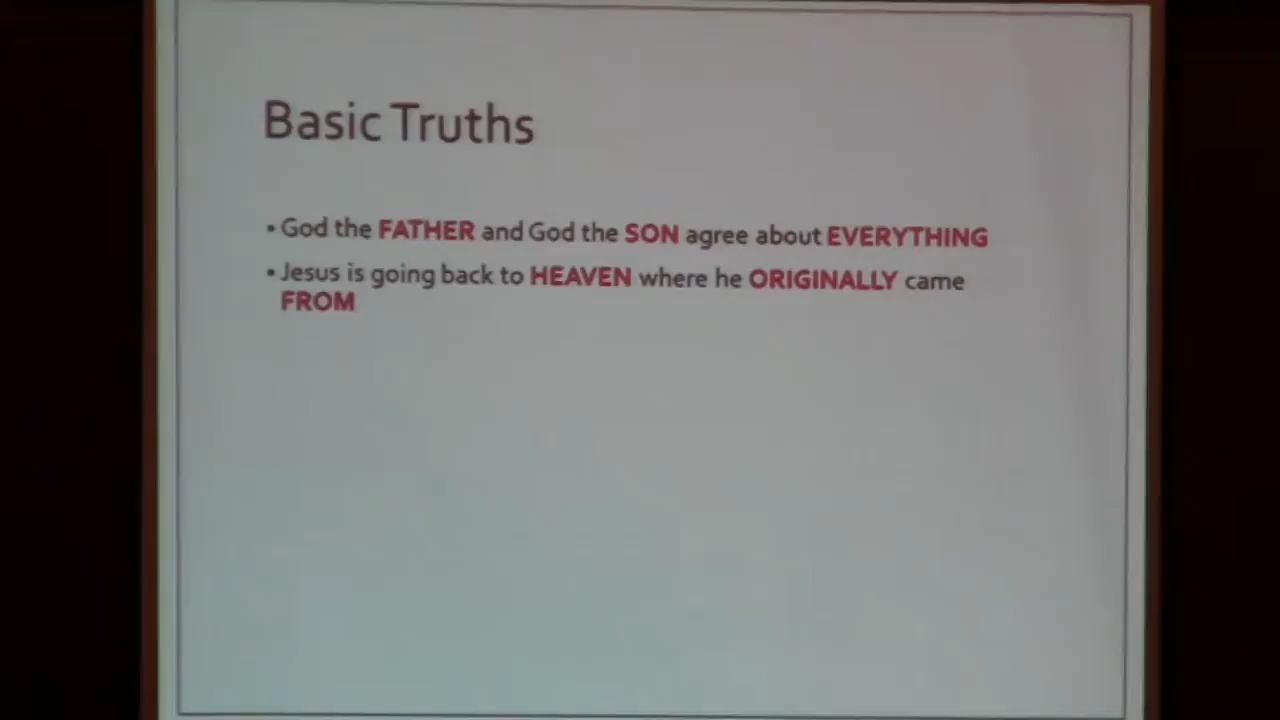 Basic Truths
• God the FATHER and God the SON agree about EVERYTHING
• Jesus is going back to HEAVEN where he ORIGINALLY came
FROM